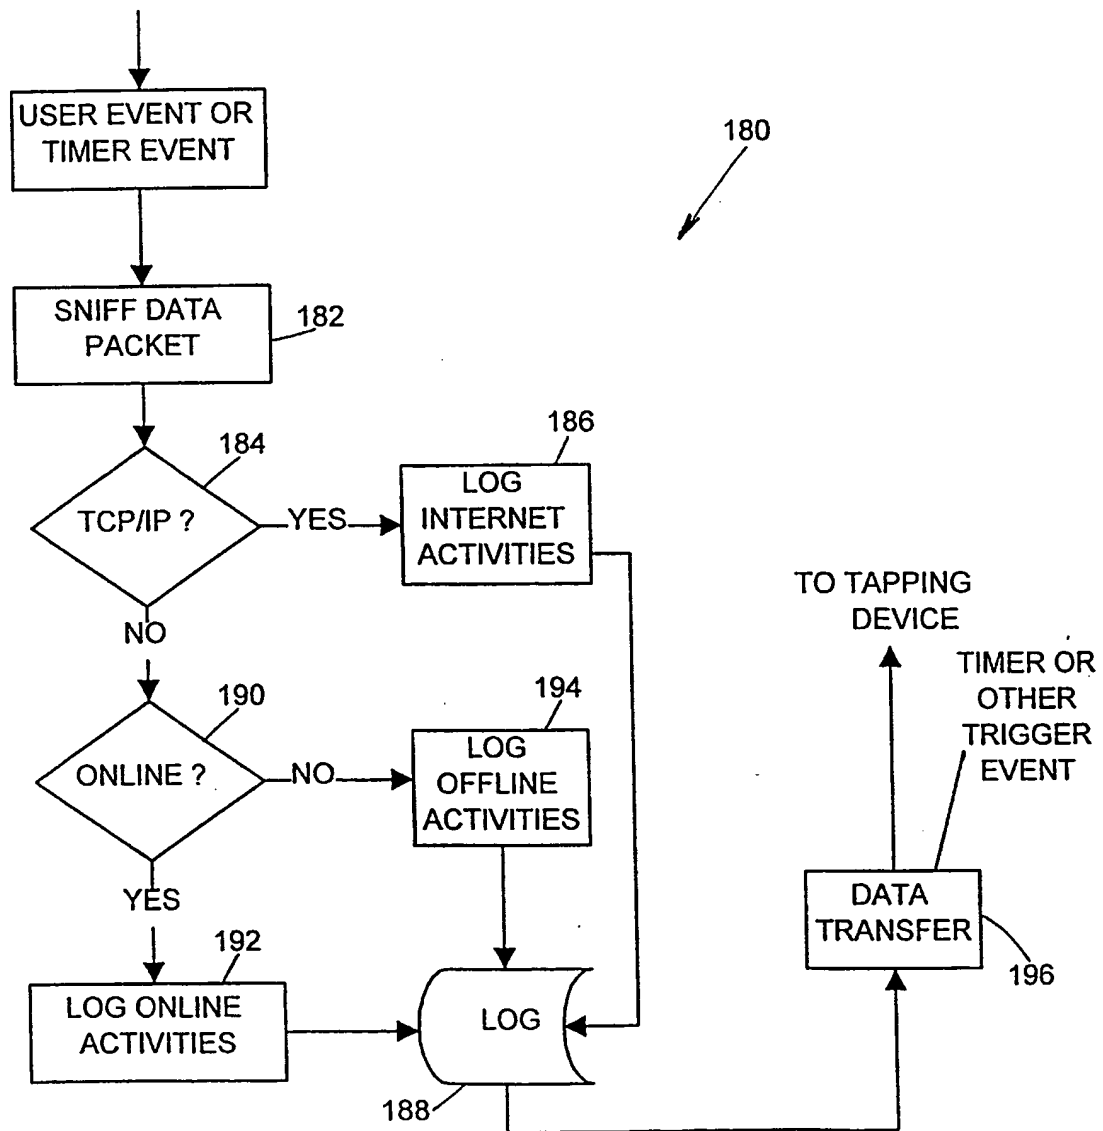 USER EVENT OR
TIMER EVENT
180
SNIFF DATA
PACKET
182
184
TCP/IP ?
YES
186
LOG
INTERNET
ACTIVITIES
NO
190
ONLINE ?
NO
194
LOG
OFFLINE
ACTIVITIES
TO TAPPING
DEVICE
TIMER OR
OTHER
TRIGGER
EVENT
YES
192
LOG ONLINE
ACTIVITIES
LOG
188
DATA
TRANSFER
196